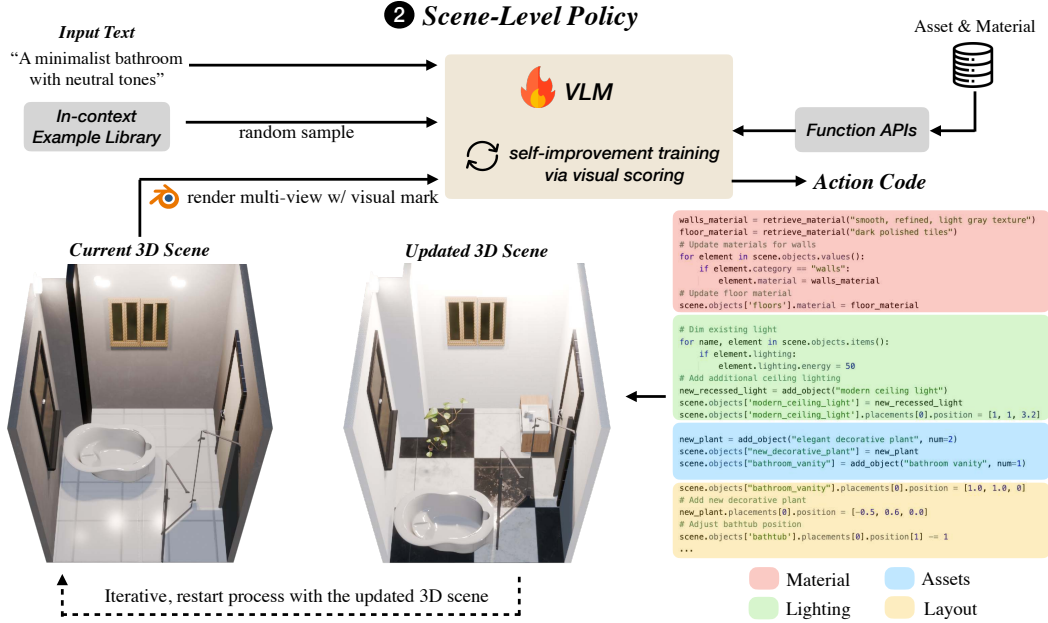 2 Scene-Level Policy
Input Text
“A minimalist bathroom
with neutral tones”
In-context
Example Library
random sample
render multi-view w/ visual mark
VLM
self-improvement training
via visual scoring
Asset & Material
Function APIs
Action Code
Current 3D Scene
Updated 3D Scene
walls_material = retrieve_material("smooth, refined, light gray texture")
floor_material = retrieve_material("dark polished tiles")
# Update materials for walls
for element in scene.objects.values():
    if element.category == "walls":
        element.material = walls_material
# Update floor material
scene.objects['floors'].material = floor_material
# Dim existing light
for name, element in scene.objects.items():
    if element.lighting:
        element.lighting.energy = 50
# Add additional ceiling lighting
new_recessed_light = add_object("modern ceiling light")
scene.objects['modern_ceiling_light'] = new_recessed_light
scene.objects['modern_ceiling_light'].placements[0].position = [1, 1, 3.2]
new_plant = add_object("elegant decorative plant", num=2)
scene.objects["new_decorative_plant"] = new_plant
scene.objects["bathroom_vanity"] = add_object("bathroom vanity", num=1)
scene.objects["bathroom_vanity"].placements[0].position = [1.0, 1.0, 0]
# Add new decorative plant
new_plant.placements[0].position = [-0.5, 0.6, 0.0]
# Adjust bathtub position
scene.objects['bathtub'].placements[0].position[1] -= 1
...
Iterative, restart process with the updated 3D scene
Material
Assets
Lighting
Layout